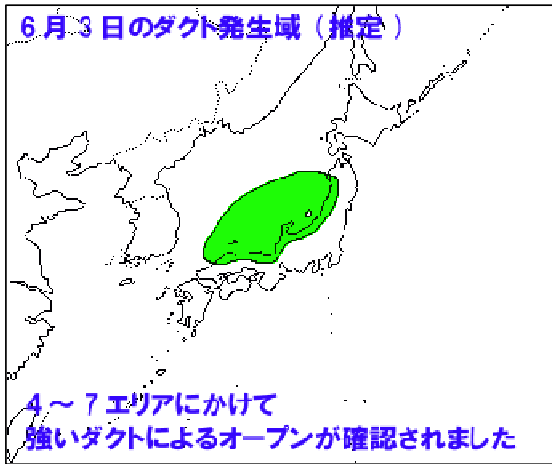 6月3日のダクト発生域（推定）
4～7エリアにかけて
強いダクトによるオープンが確認されました